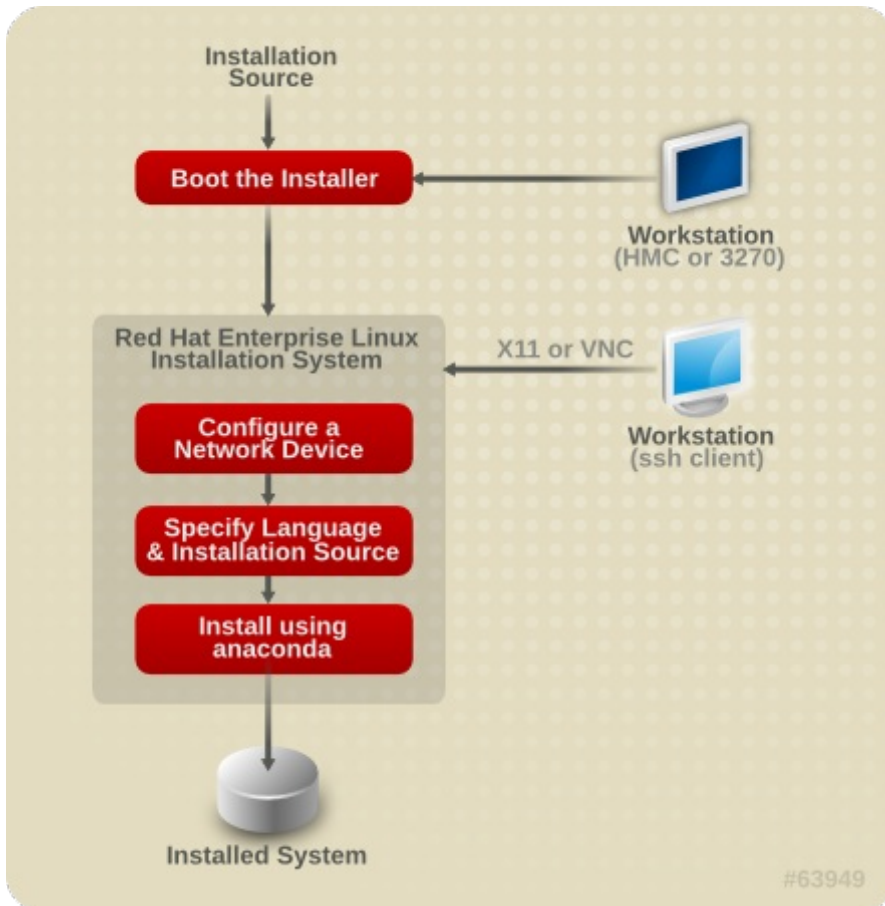 Installation
Source
Boot the Installer
Workstation
(HMC or 3270)
Red Hat Enterprise Linux
Installation System
X11 or VNC
Workstation
(ssh client)
Configure a
Network Device
Specify Language
& Installation Source
Install using
anaconda
Installed System
#63949